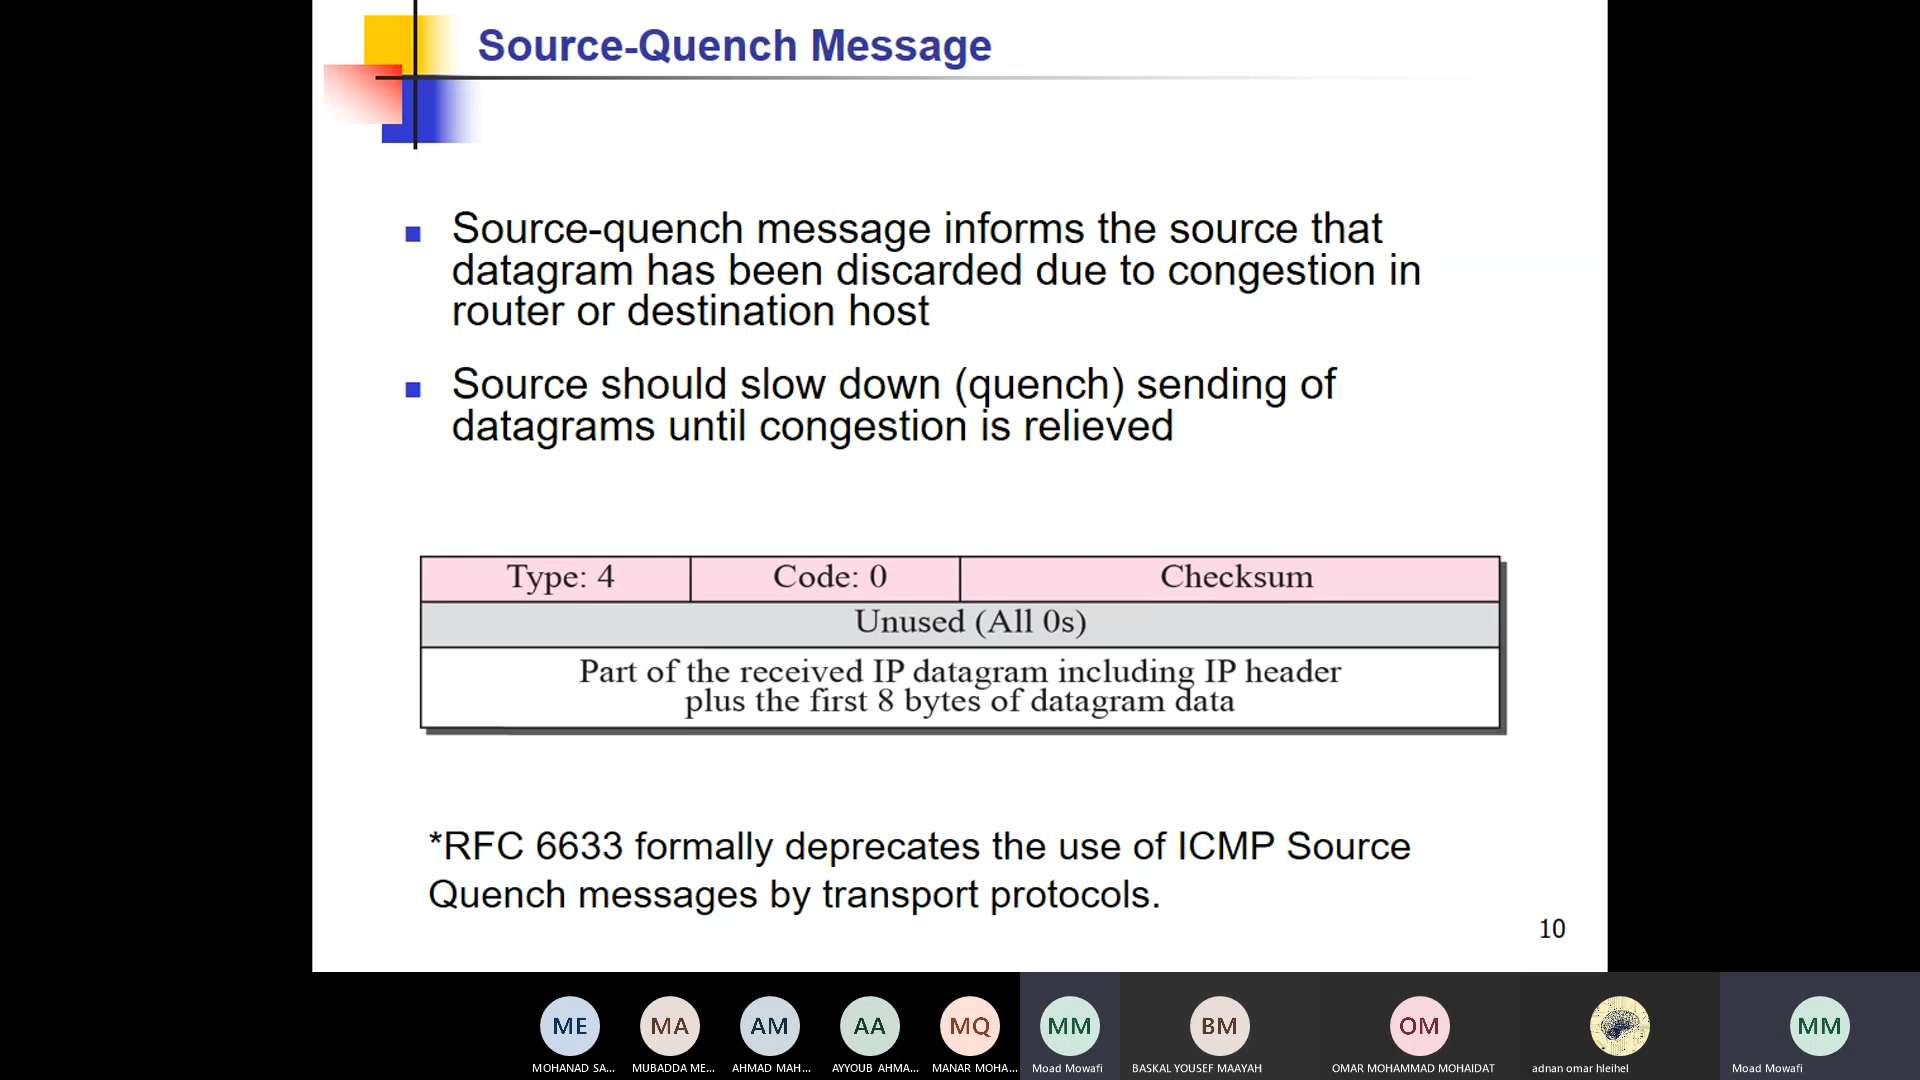 Source-Quench Message
Source-quench message informs the source that
datagram has been discarded due to congestion in
router or destination host
Source should slow down (quench) sending of
datagrams until congestion is relieved
Type: 4 Code: 0 Checksum
Unused (All 0s)
Part of the received IP datagram including IP header
plus the first 8 bytes of datagram data
*RFC 6633 formally deprecates the use of ICMP Source
Quench messages by transport protocols.
10
ME MA AM AA MQ MM BM OM MM
MOHANAD SA... MUBADDA ME... AHMAD MAH... AYYOUB AHMA... MANAR MOHA... Moad Mowafi BASKAL YOUSEF MAAYAH OMAR MOHAMMAD MOHAIDAT adnan omar hleihel Moad Mowafi